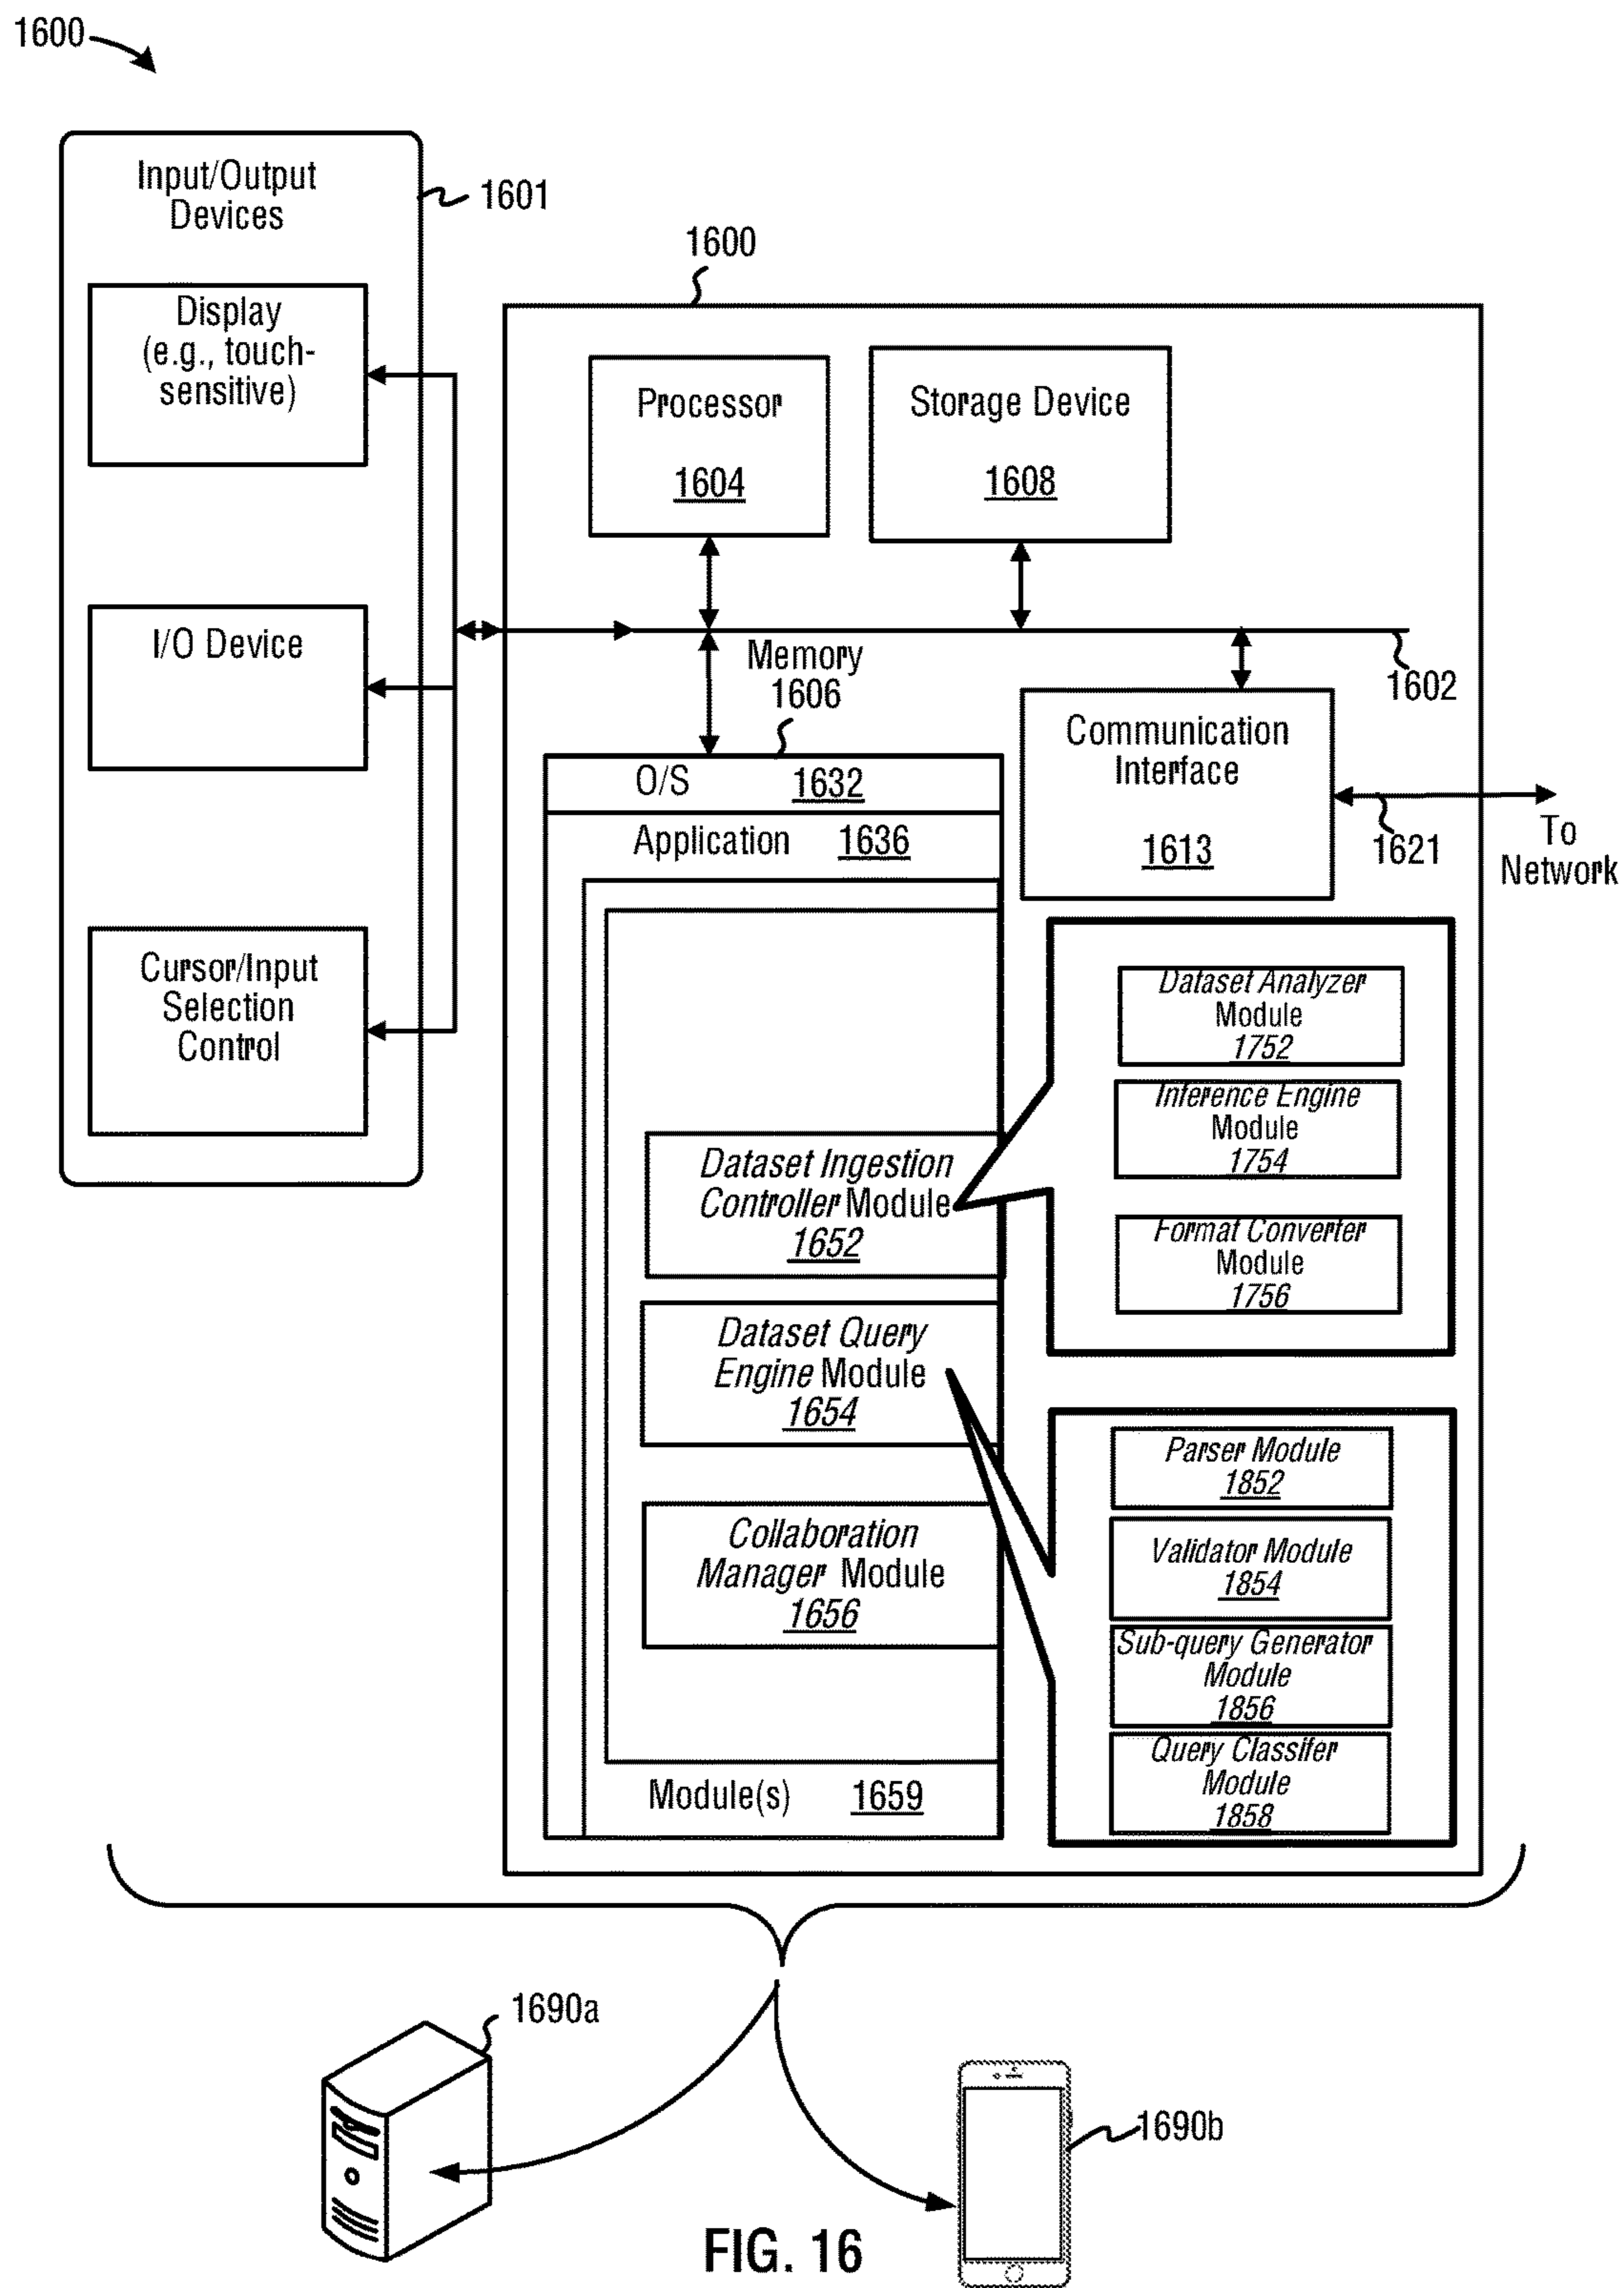 1600
Input/Output
Devices
1601
Display
(e.g., touch-
sensitive)
I/O Device
Cursor/Input
Selection
Control
1600
Processor
1604
Storage Device
1608
Memory
1606
1602
O/S 1632
Application 1636
Communication
Interface
1613
1621
To
Network
Dataset Ingestion
Controller Module
1652
Dataset Query
Engine Module
1654
Collaboration
Manager Module
1656
Module(s) 1659
Dataset Analyzer
Module
1752
Inference Engine
Module
1754
Format Converter
Module
1756
Parser Module
1852
Validator Module
1854
Sub-query Generator
Module
1856
Query Classifer
Module
1858
1690a
1690b
FIG. 16